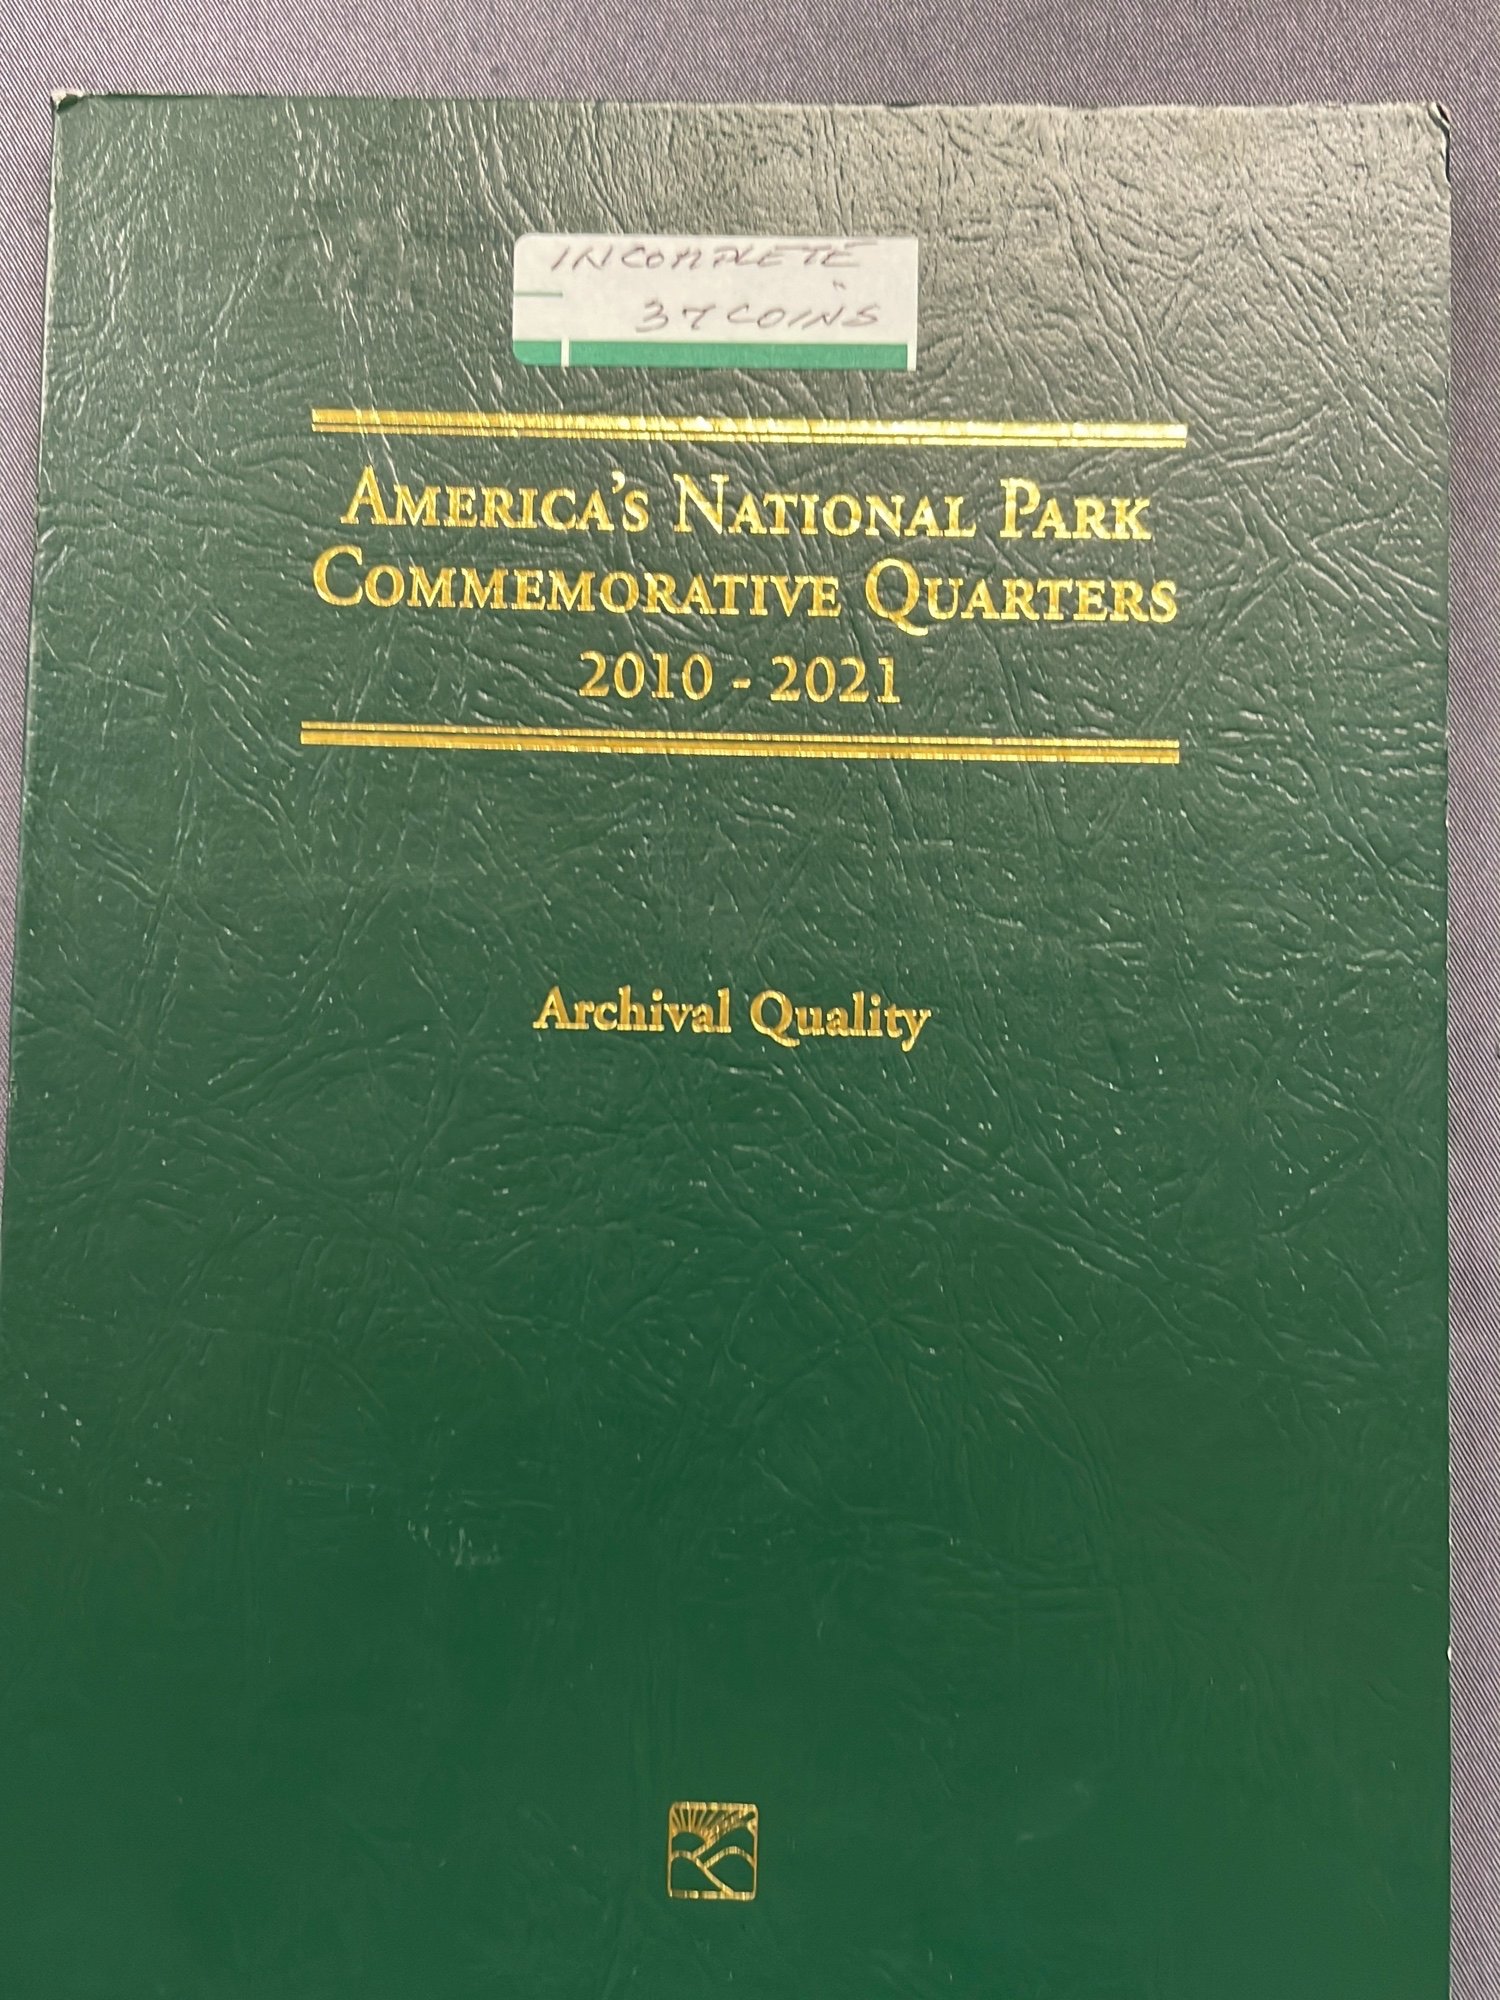 INCOMPLETE
37 COINS
AMERICA'S NATIONAL PARK
COMMEMORATIVE QUARTERS
2010 - 2021
Archival Quality